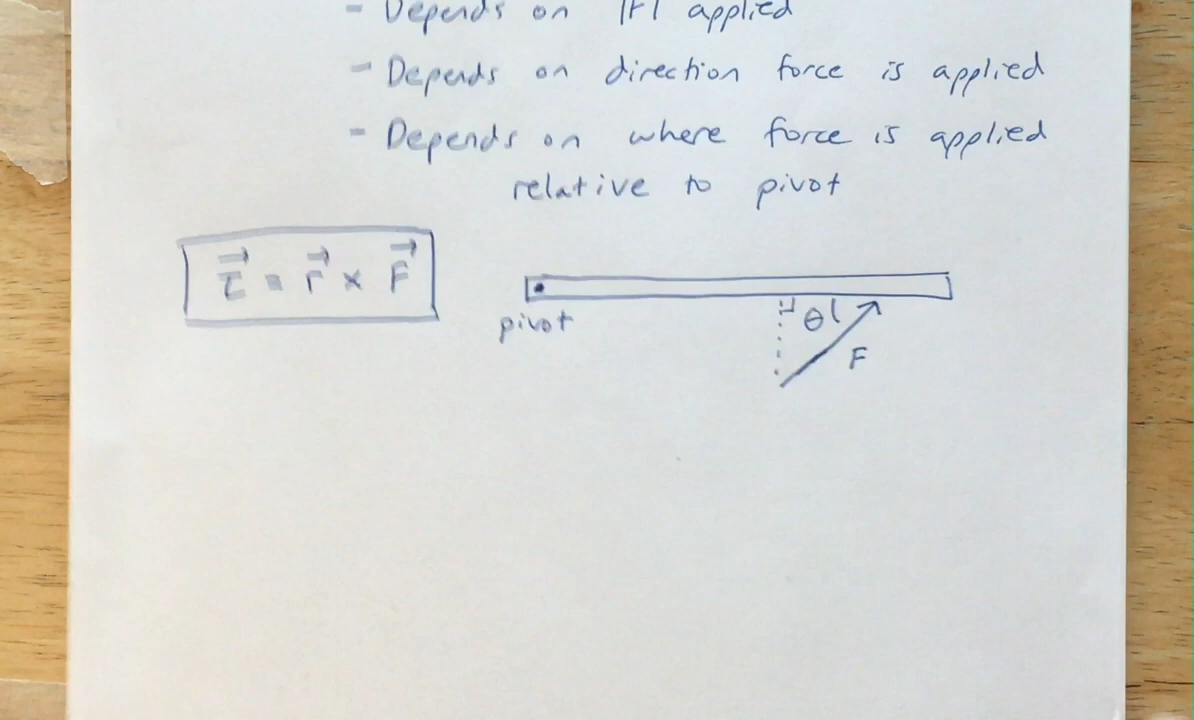 - Depends on |F| applied
- Depends on direction force is applied
- Depends on where force is applied
relative to pivot
τ⃗ = r⃗ × F⃗
pivot
θ
F